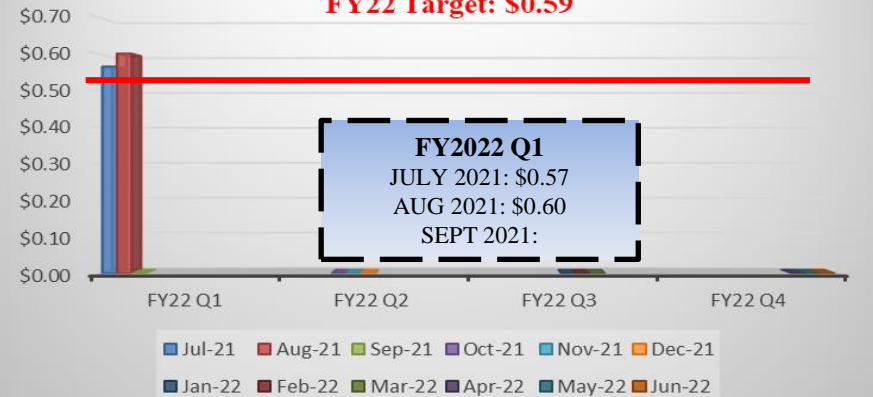 FY22 Target: $0.59
$0.70
$0.60
$0.50
$0.40
$0.30
$0.20
$0.10
$0.00
FY2022 Q1
JULY 2021: $0.57
AUG 2021: $0.60
SEPT 2021:
FY22 Q1 FY22 Q2 FY22 Q3 FY22 Q4
Jul-21 Aug-21 Sep-21 Oct-21 Nov-21 Dec-21
Jan-22 Feb-22 Mar-22 Apr-22 May-22 Jun-22